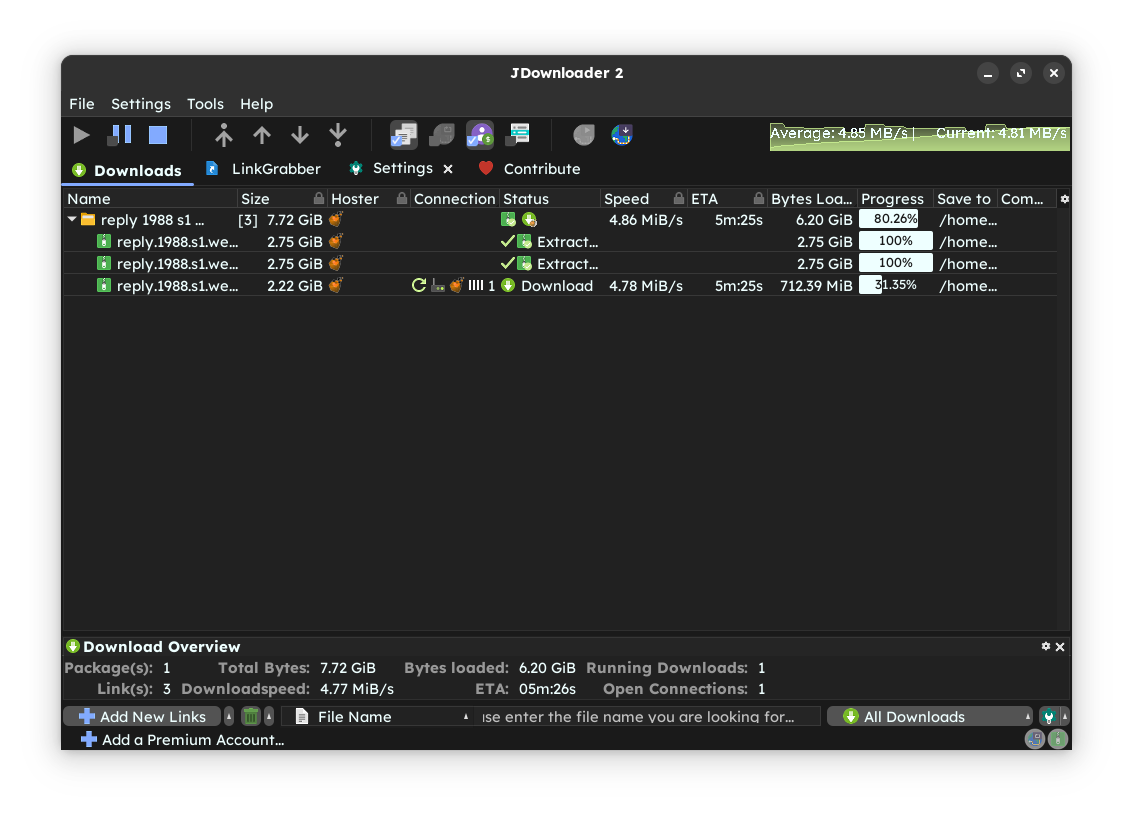 JDownloader 2
File Settings Tools Help
Average: 4.85 MB/s | Current: 4.81 MB/s
Downloads LinkGrabber Settings Contribute
Name Size Hoster Connection Status Speed ETA Bytes Loa... Progress Save to Com...
reply 1988 s1 ... [3] 7.72 GiB 4.86 MiB/s 5m:25s 6.20 GiB 80.26% /home...
reply.1988.s1.we... 2.75 GiB Extract... 2.75 GiB 100% /home...
reply.1988.s1.we... 2.75 GiB Extract... 2.75 GiB 100% /home...
reply.1988.s1.we... 2.22 GiB 1 Download 4.78 MiB/s 5m:25s 712.39 MiB 31.35% /home...
Download Overview
Package(s): 1 Total Bytes: 7.72 GiB Bytes loaded: 6.20 GiB Running Downloads: 1
Link(s): 3 Downloadspeed: 4.77 MiB/s ETA: 05m:26s Open Connections: 1
Add New Links File Name use enter the file name you are looking for... All Downloads
Add a Premium Account...